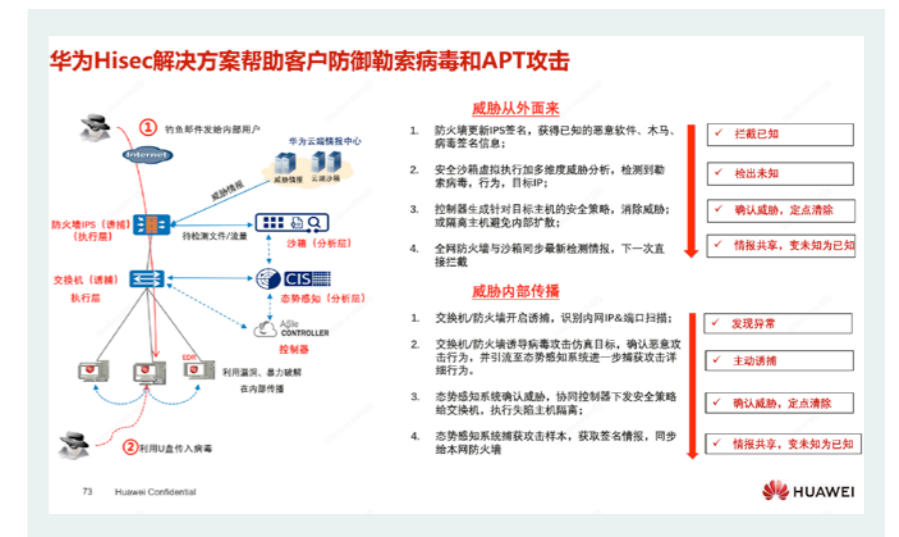 华为Hisec解决方案帮助客户防御勒索病毒和APT攻击
① 钓鱼邮件发给内部用户
Internet
华为云端情报中心
威胁情报
云端沙箱
威胁情报
防火墙IPS（诱捕）
（执行层）
待检测文件/流量
沙箱（分析层）
交换机（诱捕）
执行层
CIS
态势感知（分析层）
Agile
CONTROLLER
控制器
EDR
利用漏洞、暴力破解
在内部传播
②利用U盘传入病毒
威胁从外面来
1. 防火墙更新IPS签名，获得已知的恶意软件、木马、
病毒签名信息；
2. 安全沙箱虚拟执行加多维度威胁分析，检测到勒
索病毒，行为，目标IP；
3. 控制器生成针对目标主机的安全策略，消除威胁；
或隔离主机避免内部扩散；
4. 全网防火墙与沙箱同步最新检测情报，下一次直
接拦截
✓ 拦截已知
✓ 检出未知
✓ 确认威胁，定点清除
✓ 情报共享，变未知为已知
威胁内部传播
1. 交换机/防火墙开启诱捕，识别内网IP&端口扫描；
2. 交换机/防火墙诱导病毒攻击仿真目标，确认恶意攻
击行为，并引流至态势感知系统进一步捕获攻击详
细行为。
3. 态势感知系统确认威胁，协同控制器下发安全策略
给交换机，执行失陷主机隔离；
4. 态势感知系统捕获攻击样本，获取签名情报，同步
给本网防火墙
✓ 发现异常
✓ 主动诱捕
✓ 确认威胁，定点清除
✓ 情报共享，变未知为已知
73 Huawei Confidential
HUAWEI